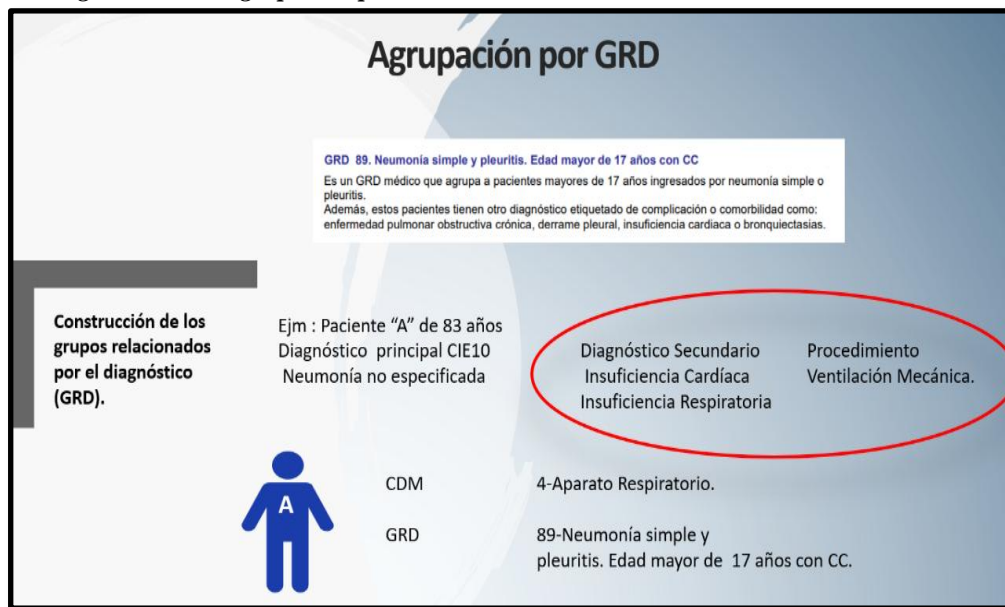 Agrupación por GRD
GRD 89. Neumonía simple y pleuritis. Edad mayor de 17 años con CC
Es un GRD médico que agrupa a pacientes mayores de 17 años ingresados por neumonía simple o
pleuritis.
Además, estos pacientes tienen otro diagnóstico etiquetado de complicación o comorbilidad como:
enfermedad pulmonar obstructiva crónica, derrame pleural, insuficiencia cardiaca o bronquiectasias.
Construcción de los
grupos relacionados
por el diagnóstico
(GRD).
Ejm : Paciente “A” de 83 años
Diagnóstico principal CIE10
Neumonía no especificada
Diagnóstico Secundario
Insuficiencia Cardíaca
Insuficiencia Respiratoria
Procedimiento
Ventilación Mecánica.
A
CDM
4-Aparato Respiratorio.
GRD
89-Neumonía simple y
pleuritis. Edad mayor de 17 años con CC.